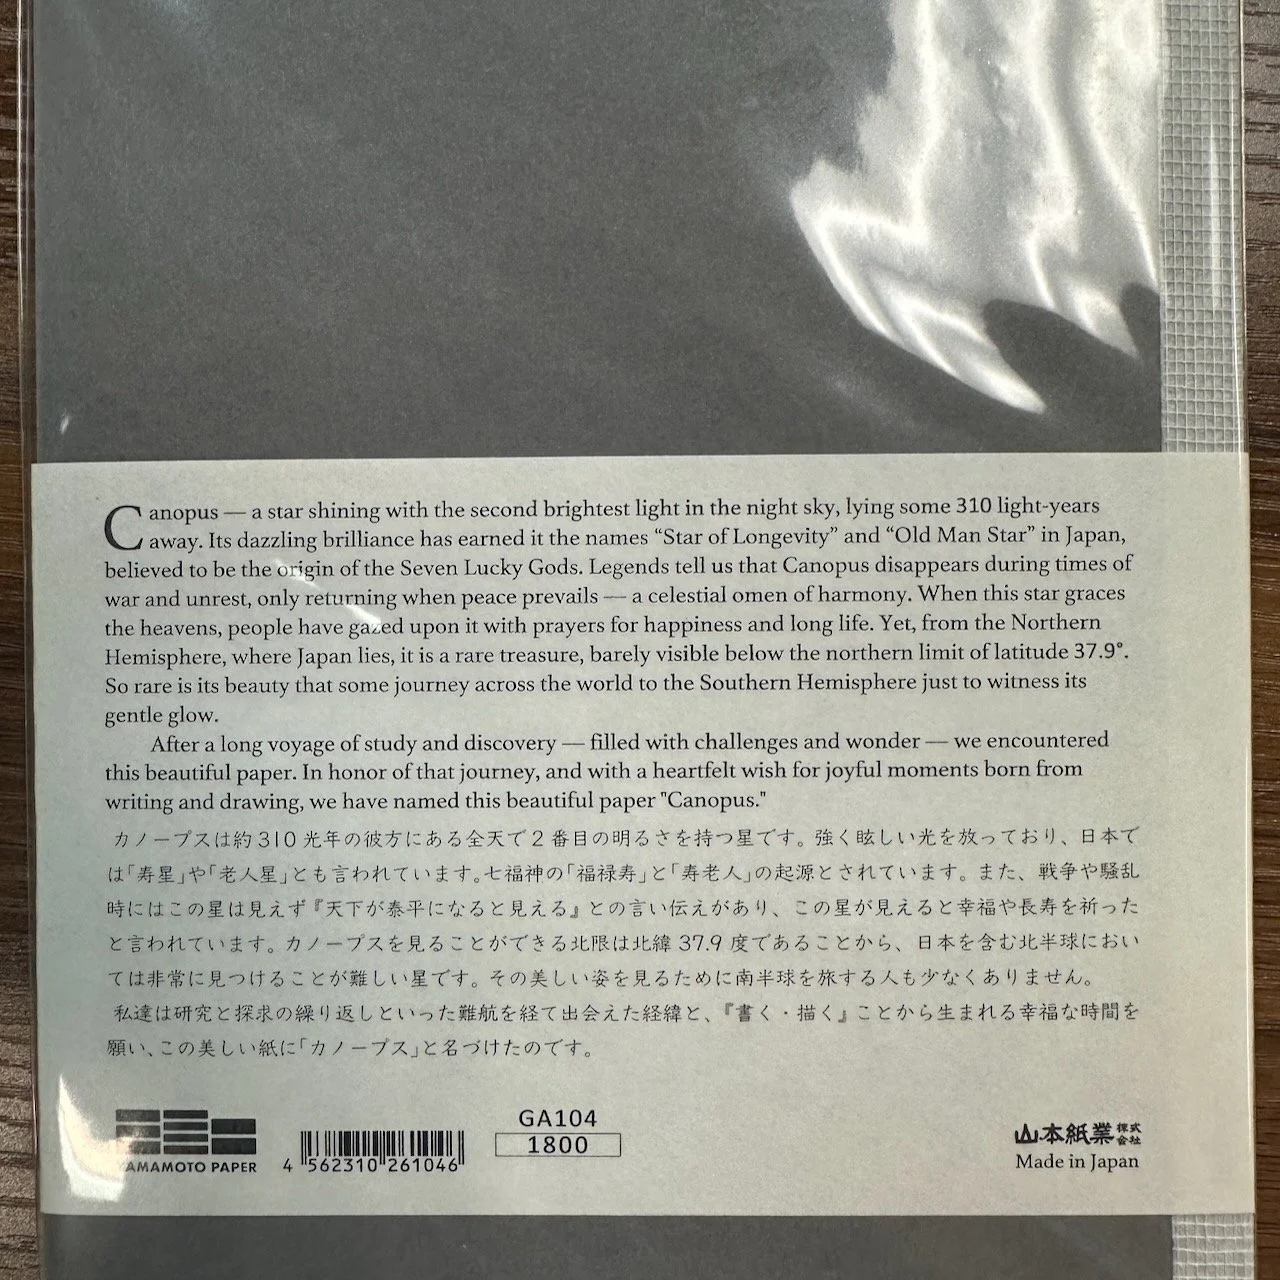 Canopus — a star shining with the second brightest light in the night sky, lying some 310 light-years
away. Its dazzling brilliance has earned it the names “Star of Longevity” and “Old Man Star” in Japan,
believed to be the origin of the Seven Lucky Gods. Legends tell us that Canopus disappears during times of
war and unrest, only returning when peace prevails — a celestial omen of harmony. When this star graces
the heavens, people have gazed upon it with prayers for happiness and long life. Yet, from the Northern
Hemisphere, where Japan lies, it is a rare treasure, barely visible below the northern limit of latitude 37.9°.
So rare is its beauty that some journey across the world to the Southern Hemisphere just to witness its
gentle glow.
After a long voyage of study and discovery — filled with challenges and wonder — we encountered
this beautiful paper. In honor of that journey, and with a heartfelt wish for joyful moments born from
writing and drawing, we have named this beautiful paper "Canopus."
カノープスは約310光年の彼方にある全天で2番目の明るさを持つ星です。強く眩しい光を放っており、日本で
は「寿星」や「老人星」とも言われています。七福神の「福禄寿」と「寿老人」の起源とされています。また、戦争や騒乱
時にはこの星は見えず『天下が泰平になると見える』との言い伝えがあり、この星が見えると幸福や長寿を祈った
と言われています。カノープスを見ることができる北限は北緯37.9度であることから、日本を含む北半球におい
ては非常に見つけることが難しい星です。その美しい姿を見るために南半球を旅する人も少なくありません。
私達は研究と探求の繰り返しといった難航を経て出会えた経緯と、『書く・描く』ことから生まれる幸福な時間を
願い、この美しい紙に「カノープス」と名づけたのです。
YAMAMOTO PAPER
4 562310 261046
GA104
1800
山本紙業株式会社
Made in Japan